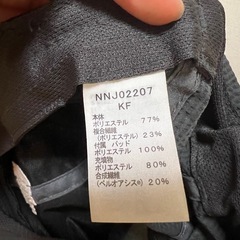 NNJ02207
KF
本体
ポリエステル 77%
複合繊維
(ポリエステル) 23%
付属 パッド
ポリエステル 100%
充填物
ポリエステル 80%
合成繊維
(ベルオアシス®) 20%